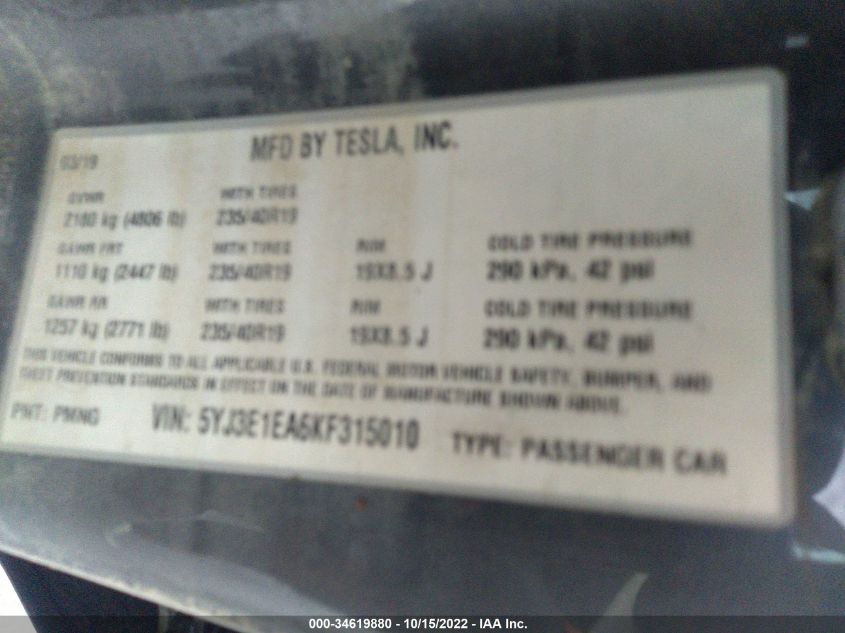 MFD BY TESLA, INC.
03/19
GVWR WITH TIRES
2180 kg (4806 lb) 235/40R19
GAWR FRT WITH TIRES RIM COLD TIRE PRESSURE
1110 kg (2447 lb) 235/40R19 19X8.5 J 290 kPa, 42 psi
GAWR RR WITH TIRES RIM COLD TIRE PRESSURE
1257 kg (2771 lb) 235/40R19 19X8.5 J 290 kPa, 42 psi
THIS VEHICLE CONFORMS TO ALL APPLICABLE U.S. FEDERAL MOTOR VEHICLE SAFETY, BUMPER, AND
THEFT PREVENTION STANDARDS IN EFFECT ON THE DATE OF MANUFACTURE SHOWN ABOVE.
PNT: PMNG VIN: 5YJ3E1EA6KF315010 TYPE: PASSENGER CAR
000-34619880 - 10/15/2022 - IAA Inc.